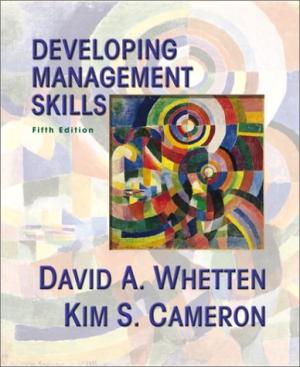 DEVELOPING
MANAGEMENT
SKILLS
Fifth Edition
DAVID A. WHETTEN
KIM S. CAMERON